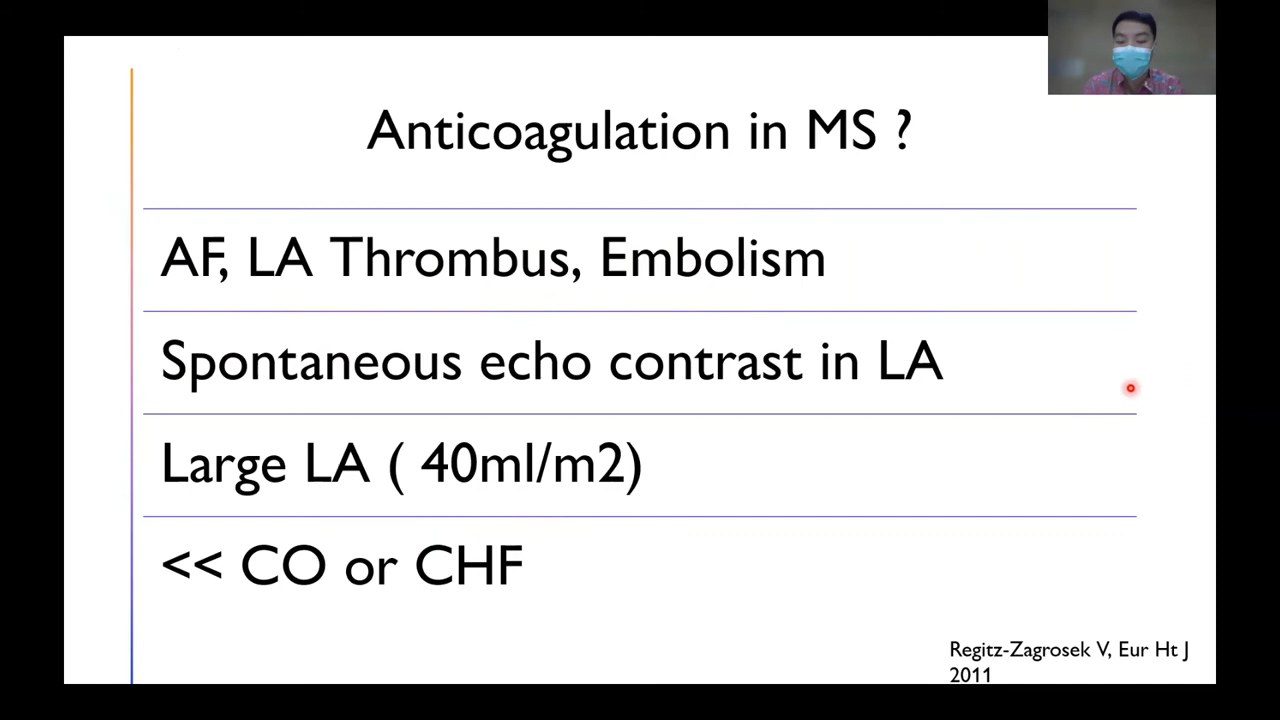 Anticoagulation in MS ?
AF, LA Thrombus, Embolism
Spontaneous echo contrast in LA
Large LA ( 40ml/m2)
<< CO or CHF
Regitz-Zagrosek V, Eur Ht J
2011